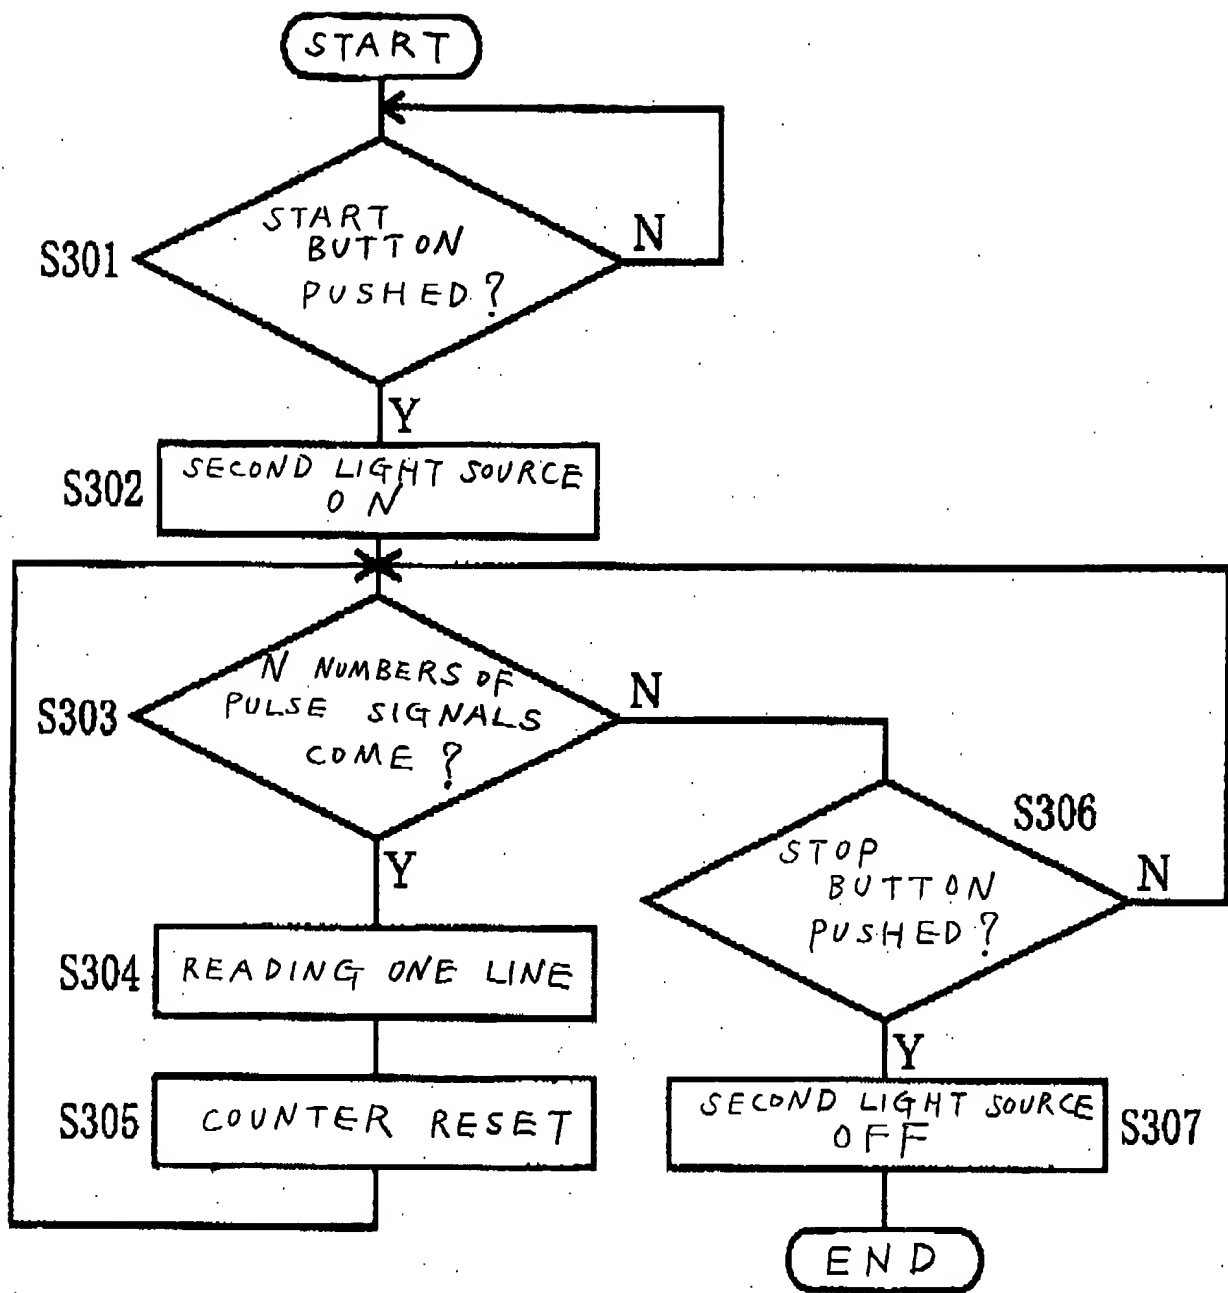 START
START
BUTTON
PUSHED?
N
S301
Y
SECOND LIGHT SOURCE
ON
S302
N NUMBERS OF
PULSE SIGNALS
COME?
N
S303
Y
STOP
BUTTON
PUSHED?
S306
N
READING ONE LINE
S304
Y
COUNTER RESET
S305
SECOND LIGHT SOURCE
OFF
S307
END